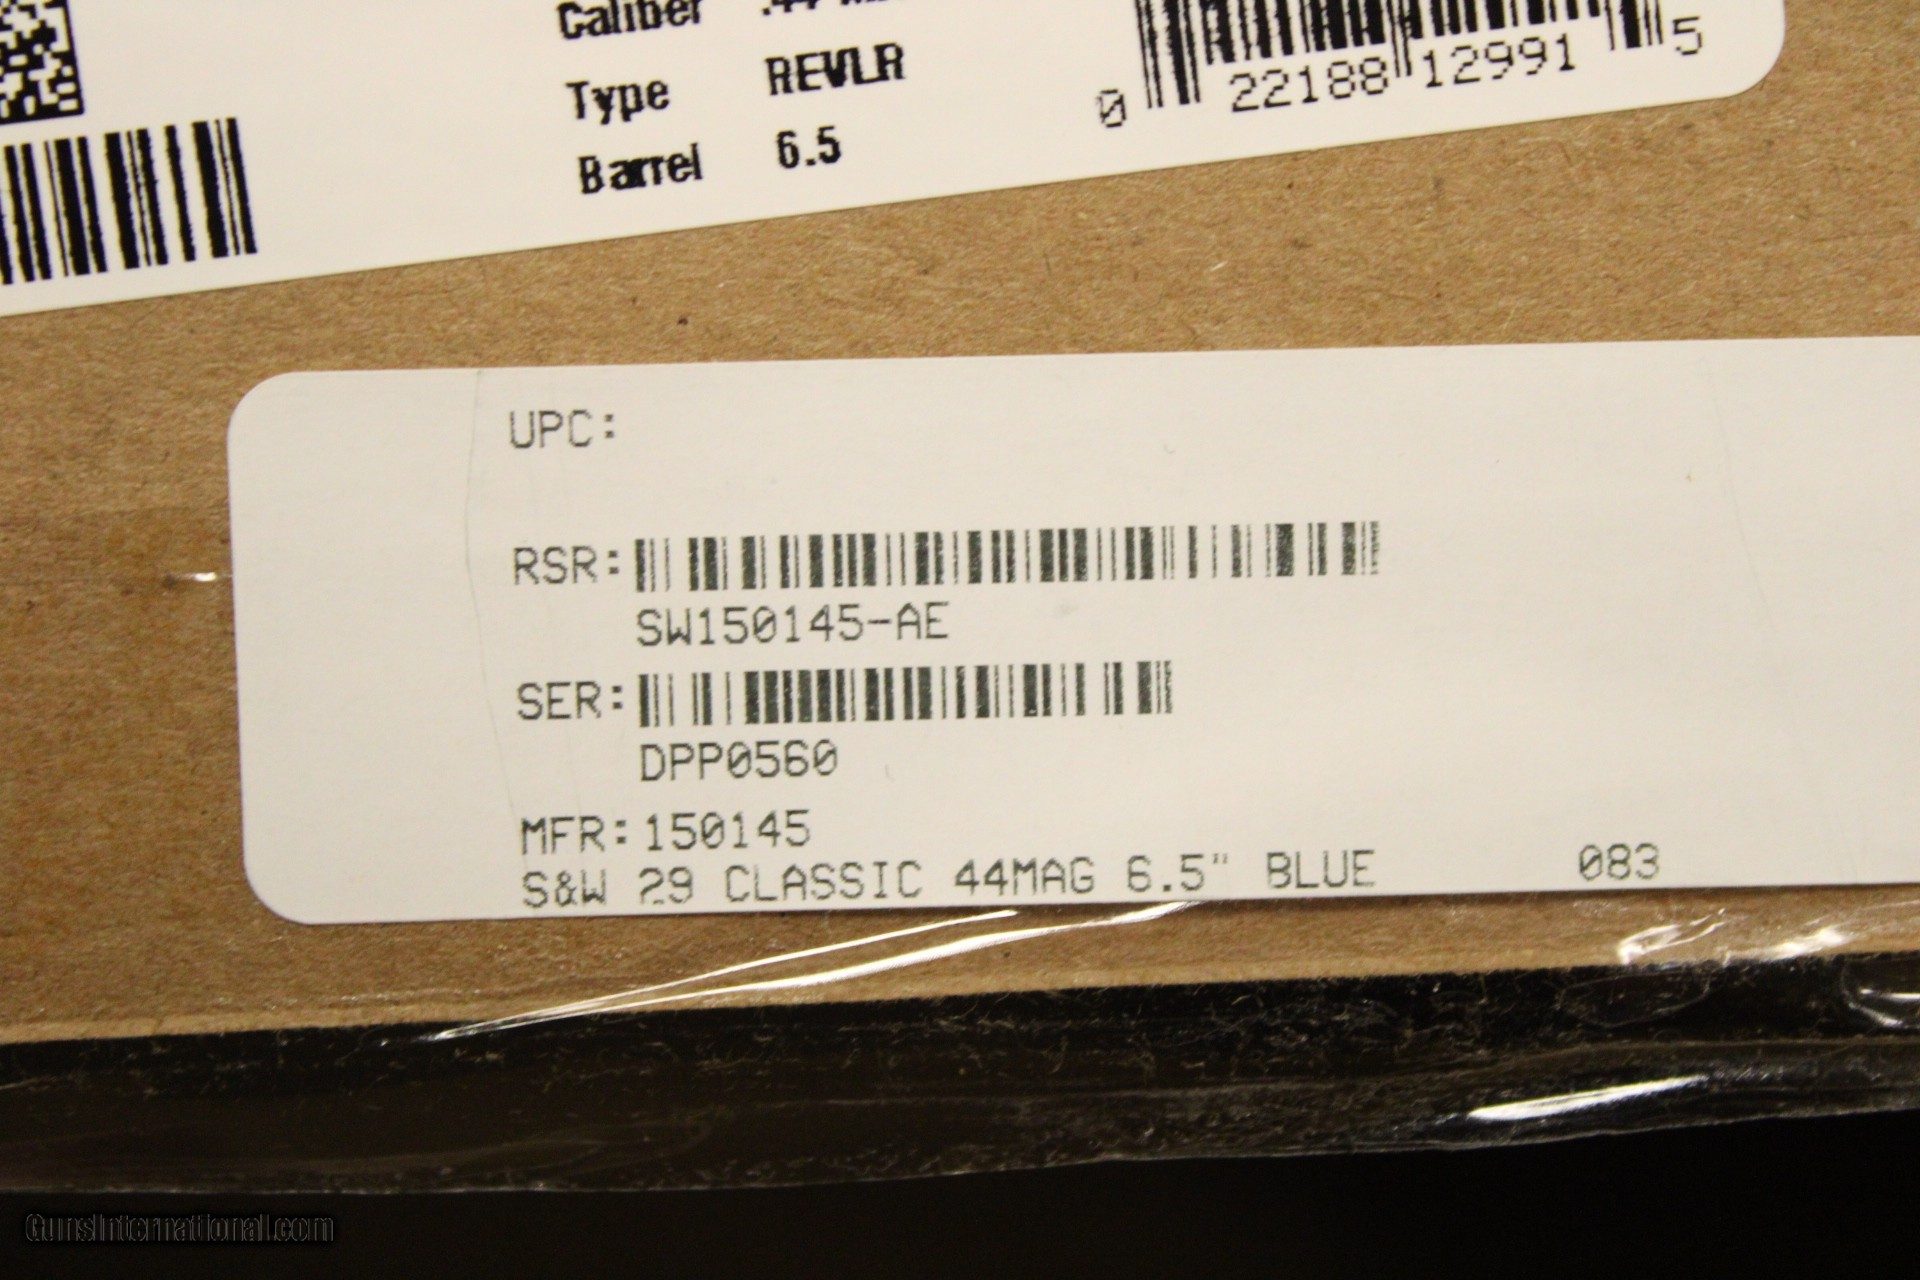 Caliber .44
Type REVLR
Barrel 6.5
0 22188 12991 5
UPC:
RSR:
SW150145-AE
SER:
DPP0560
MFR: 150145
S&W 29 CLASSIC 44MAG 6.5" BLUE 083
GunsInternational.com